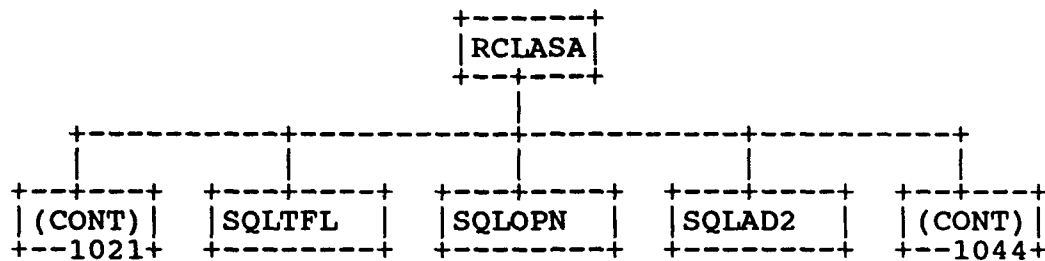 RCLASA
(CONT) SQLTFL SQLOPN SQLAD2 (CONT)
1021 1044